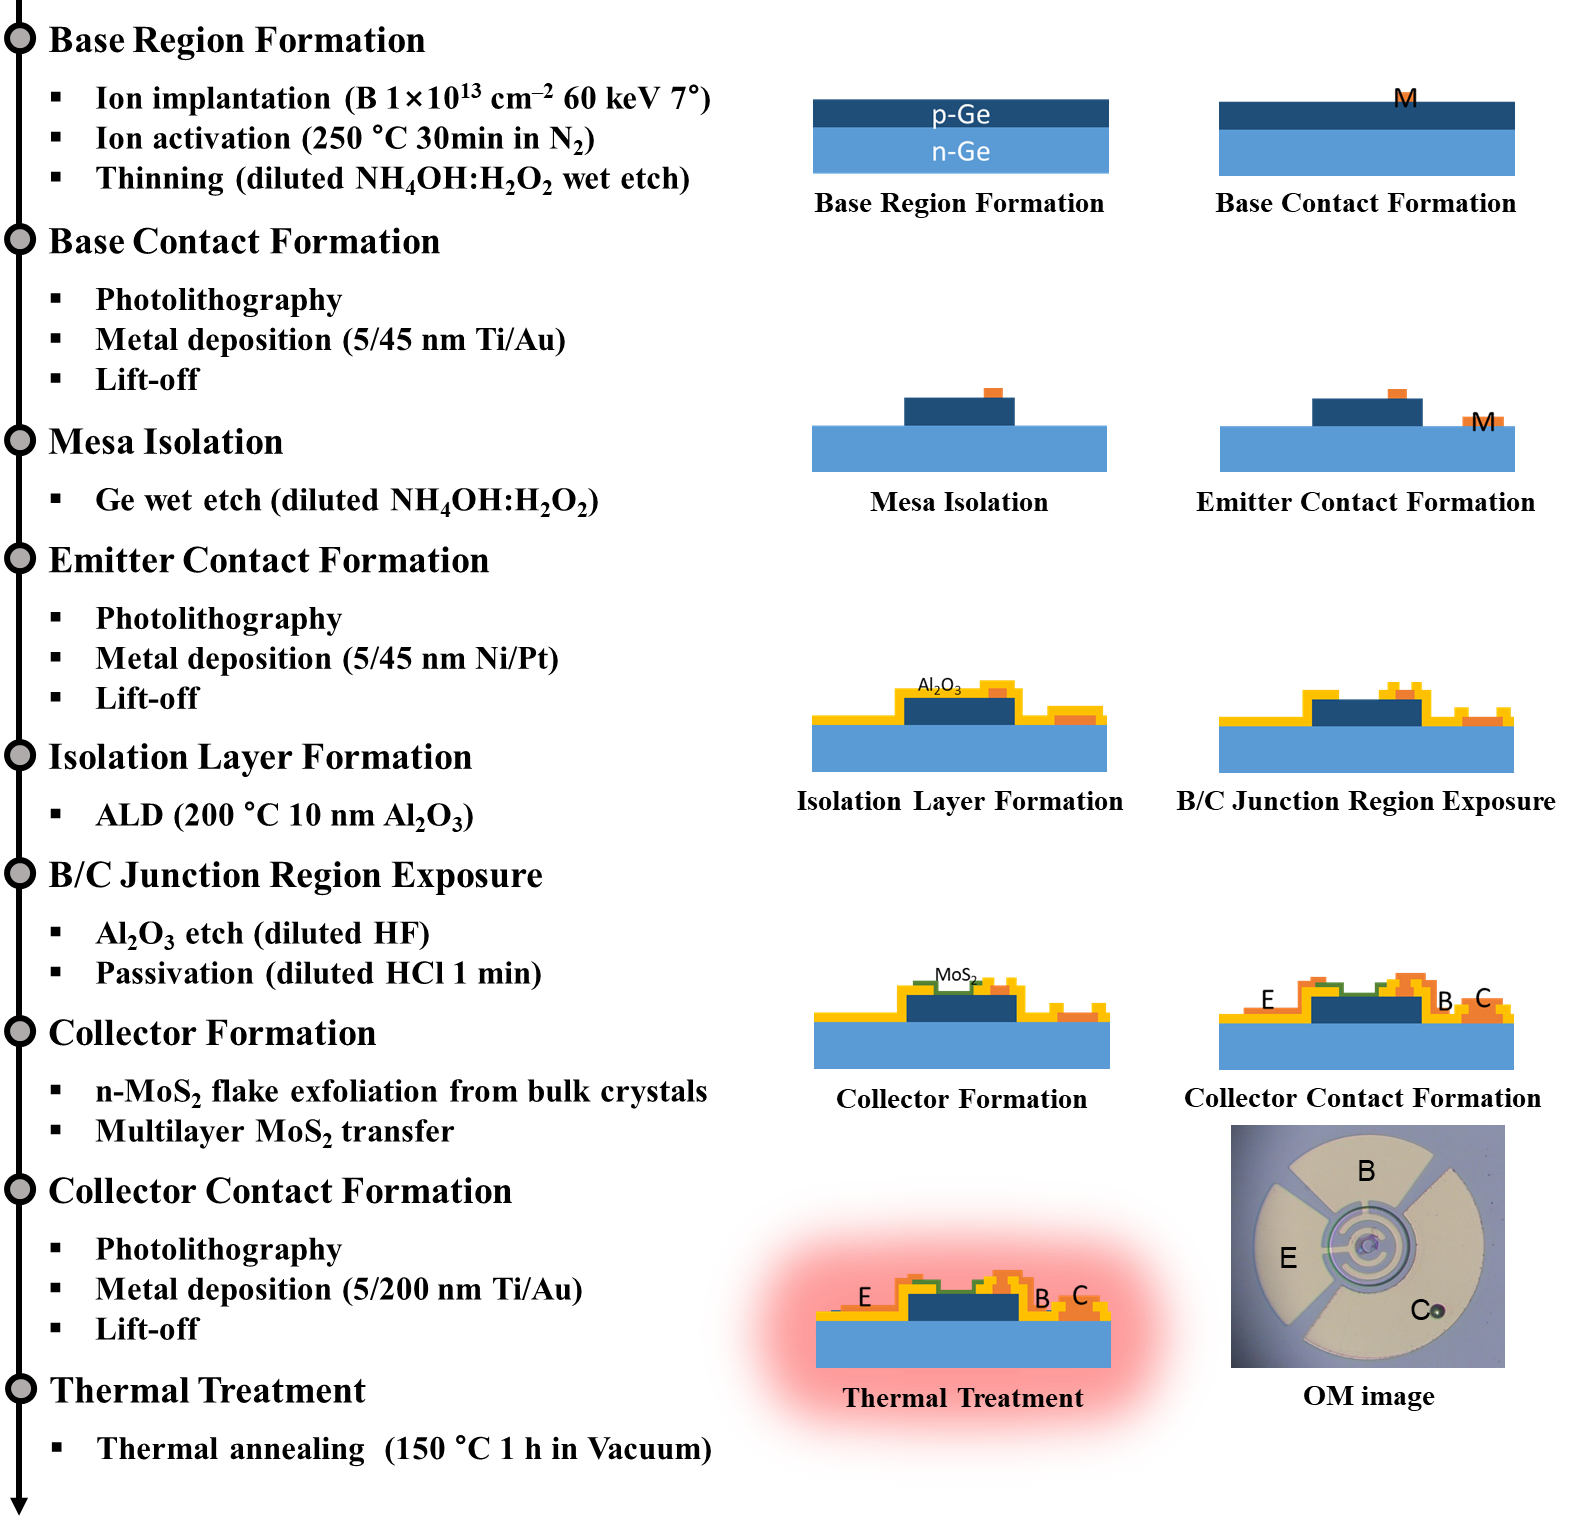 Base Region Formation
▪ Ion implantation (B 1×10¹³ cm⁻² 60 keV 7°)
▪ Ion activation (250 °C 30min in N₂)
▪ Thinning (diluted NH₄OH:H₂O₂ wet etch)
Base Contact Formation
▪ Photolithography
▪ Metal deposition (5/45 nm Ti/Au)
▪ Lift-off
Mesa Isolation
▪ Ge wet etch (diluted NH₄OH:H₂O₂)
Emitter Contact Formation
▪ Photolithography
▪ Metal deposition (5/45 nm Ni/Pt)
▪ Lift-off
Isolation Layer Formation
▪ ALD (200 °C 10 nm Al₂O₃)
B/C Junction Region Exposure
▪ Al₂O₃ etch (diluted HF)
▪ Passivation (diluted HCl 1 min)
Collector Formation
▪ n-MoS₂ flake exfoliation from bulk crystals
▪ Multilayer MoS₂ transfer
Collector Contact Formation
▪ Photolithography
▪ Metal deposition (5/200 nm Ti/Au)
▪ Lift-off
Thermal Treatment
▪ Thermal annealing (150 °C 1 h in Vacuum)
p-Ge
n-Ge
Base Region Formation
M
Base Contact Formation
Mesa Isolation
M
Emitter Contact Formation
Al₂O₃
Isolation Layer Formation
B/C Junction Region Exposure
MoS₂
Collector Formation
E B C
Collector Contact Formation
E B C
Thermal Treatment
B
E
C
OM image